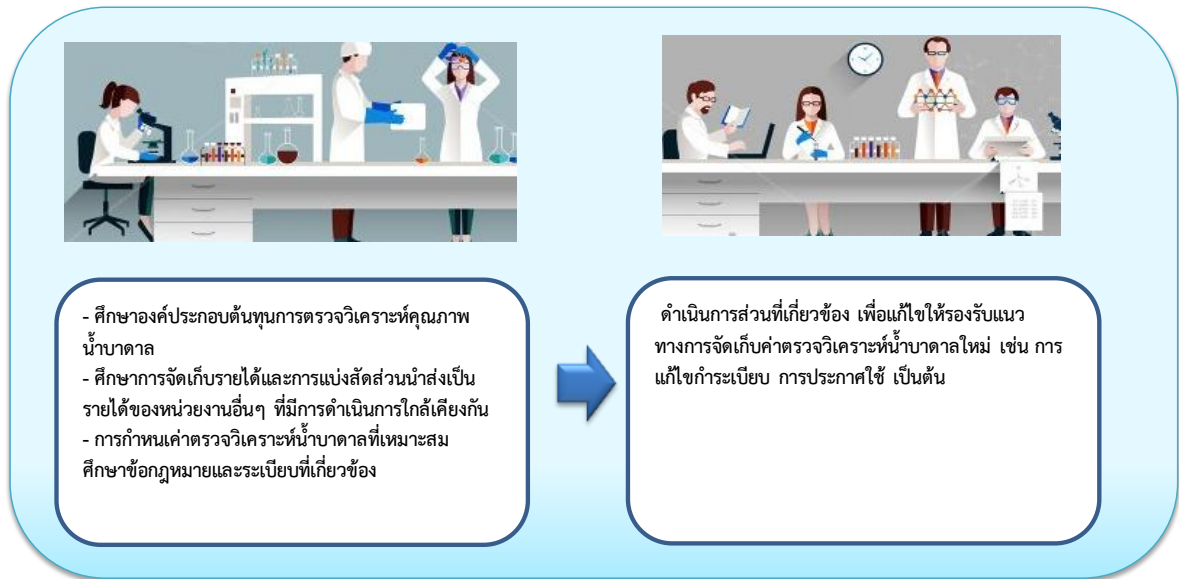 - ศึกษาองค์ประกอบต้นทุนการตรวจวิเคราะห์คุณภาพ
น้ำบาดาล
- ศึกษาการจัดเก็บรายได้และการแบ่งสัดส่วนนำส่งเป็น
รายได้ของหน่วยงานอื่นๆ ที่มีการดำเนินการใกล้เคียงกัน
- การกำหนเค่าตรวจวิเคราะห์น้ำบาดาลที่เหมาะสม
ศึกษาข้อกฎหมายและระเบียบที่เกี่ยวข้อง
ดำเนินการส่วนที่เกี่ยวข้อง เพื่อแก้ไขให้รองรับแนว
ทางการจัดเก็บค่าตรวจวิเคราะห์น้ำบาดาลใหม่ เช่น การ
แก้ไขกำระเบียบ การประกาศใช้ เป็นต้น